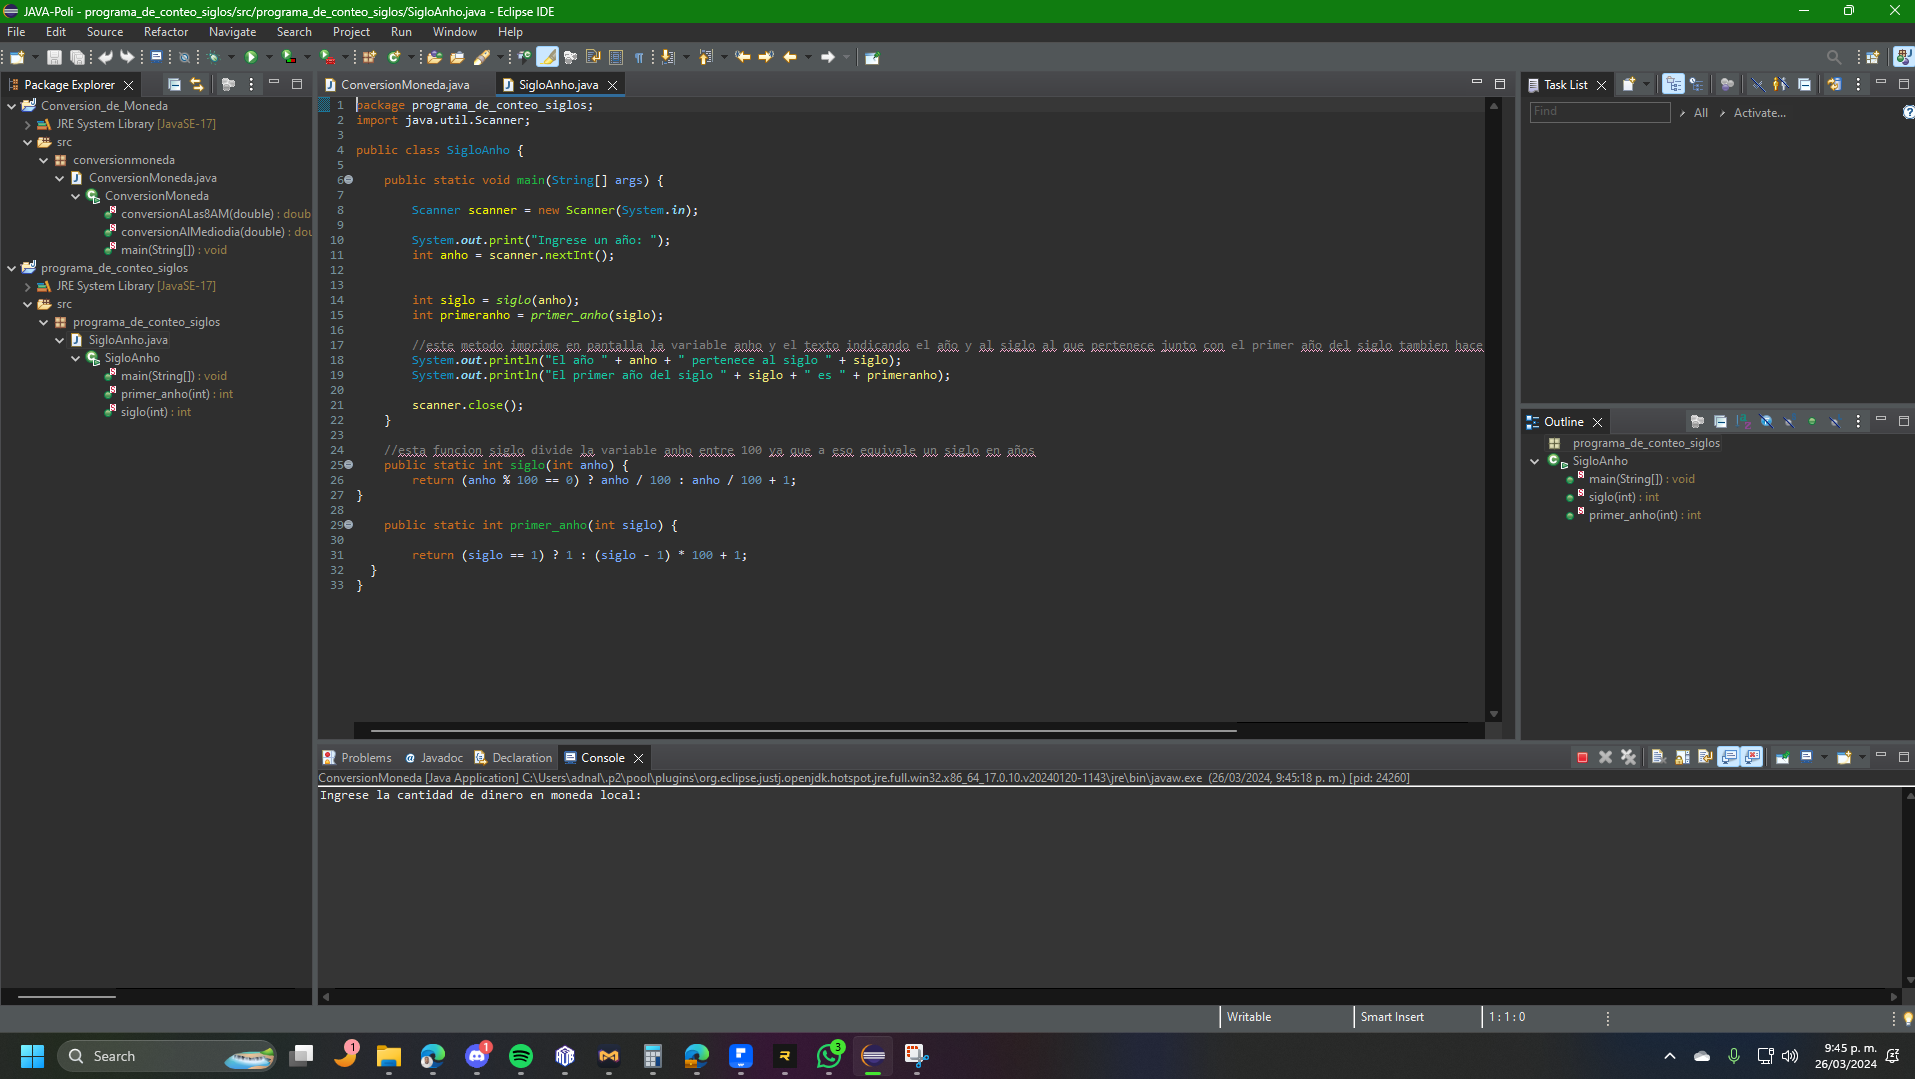 JAVA-Poli - programa_de_conteo_siglos/src/programa_de_conteo_siglos/SigloAnho.java - Eclipse IDE
File Edit Source Refactor Navigate Search Project Run Window Help
Package Explorer
Conversion_de_Moneda
JRE System Library [JavaSE-17]
src
conversionmoneda
ConversionMoneda.java
ConversionMoneda
conversionALas8AM(double) : doub
conversionAlMediodia(double) : dou
main(String[]) : void
programa_de_conteo_siglos
JRE System Library [JavaSE-17]
src
programa_de_conteo_siglos
SigloAnho.java
SigloAnho
main(String[]) : void
primer_anho(int) : int
siglo(int) : int
ConversionMoneda.java SigloAnho.java
1 package programa_de_conteo_siglos;
2 import java.util.Scanner;
3
4 public class SigloAnho {
5
6 public static void main(String[] args) {
7
8 Scanner scanner = new Scanner(System.in);
9
10 System.out.print("Ingrese un año: ");
11 int anho = scanner.nextInt();
12
13
14 int siglo = siglo(anho);
15 int primeranho = primer_anho(siglo);
16
17 //este metodo imprime en pantalla la variable anho y el texto indicando el año y al siglo al que pertenece junto con el primer año del siglo tambien hace
18 System.out.println("El año " + anho + " pertenece al siglo " + siglo);
19 System.out.println("El primer año del siglo " + siglo + " es " + primeranho);
20
21 scanner.close();
22 }
23
24 //esta funcion siglo divide la variable anho entre 100 ya que a eso equivale un siglo en años
25 public static int siglo(int anho) {
26 return (anho % 100 == 0) ? anho / 100 : anho / 100 + 1;
27 }
28
29 public static int primer_anho(int siglo) {
30
31 return (siglo == 1) ? 1 : (siglo - 1) * 100 + 1;
32 }
33 }
Task List
Find All Activate...
Outline
programa_de_conteo_siglos
SigloAnho
main(String[]) : void
siglo(int) : int
primer_anho(int) : int
Problems Javadoc Declaration Console
ConversionMoneda [Java Application] C:\Users\adnal\.p2\pool\plugins\org.eclipse.justj.openjdk.hotspot.jre.full.win32.x86_64_17.0.10.v20240120-1143\jre\bin\javaw.exe (26/03/2024, 9:45:18 p. m.) [pid: 24260]
Ingrese la cantidad de dinero en moneda local:
Writable Smart Insert 1 : 1 : 0
Search
1
1
3
9:45 p. m.
26/03/2024